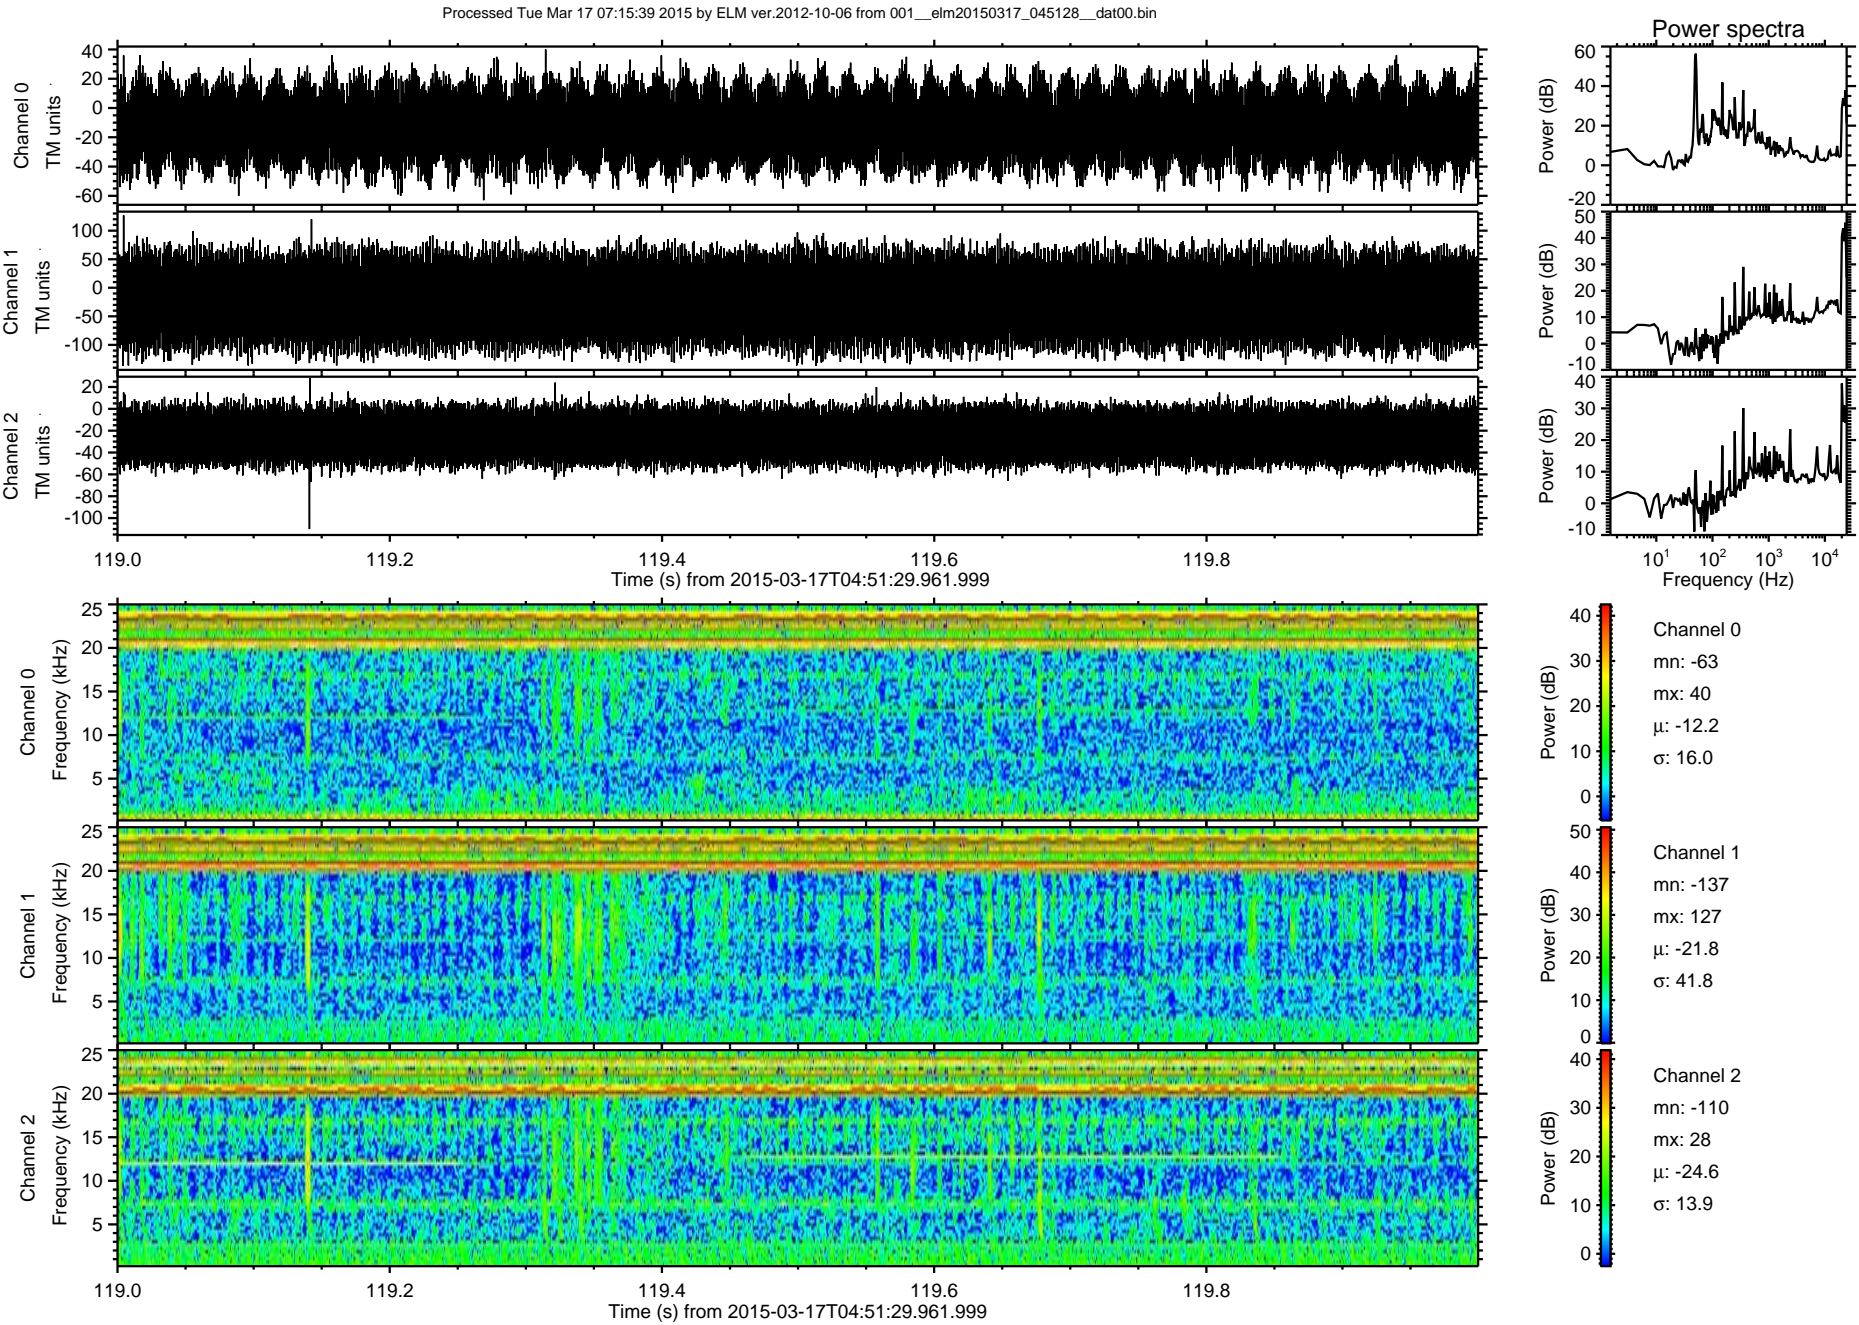 Processed Tue Mar 17 07:15:39 2015 by ELM ver.2012-10-06 from 001__elm20150317_045128__dat00.bin
Power spectra
Channel 0
TM units
40
20
0
-20
-40
-60
Power (dB)
60
40
20
0
-20
Channel 1
TM units
100
50
0
-50
-100
Power (dB)
50
40
30
20
10
0
-10
Channel 2
TM units
20
0
-20
-40
-60
-80
-100
Power (dB)
40
30
20
10
0
-10
119.0 119.2 119.4 119.6 119.8
Time (s) from 2015-03-17T04:51:29.961.999
10¹ 10² 10³ 10⁴
Frequency (Hz)
Channel 0
Frequency (kHz)
25
20
15
10
5
Power (dB)
40
30
20
10
0
Channel 0
mn: -63
mx: 40
μ: -12.2
σ: 16.0
Channel 1
Frequency (kHz)
25
20
15
10
5
Power (dB)
50
40
30
20
10
0
Channel 1
mn: -137
mx: 127
μ: -21.8
σ: 41.8
Channel 2
Frequency (kHz)
25
20
15
10
5
Power (dB)
40
30
20
10
0
Channel 2
mn: -110
mx: 28
μ: -24.6
σ: 13.9
119.0 119.2 119.4 119.6 119.8
Time (s) from 2015-03-17T04:51:29.961.999